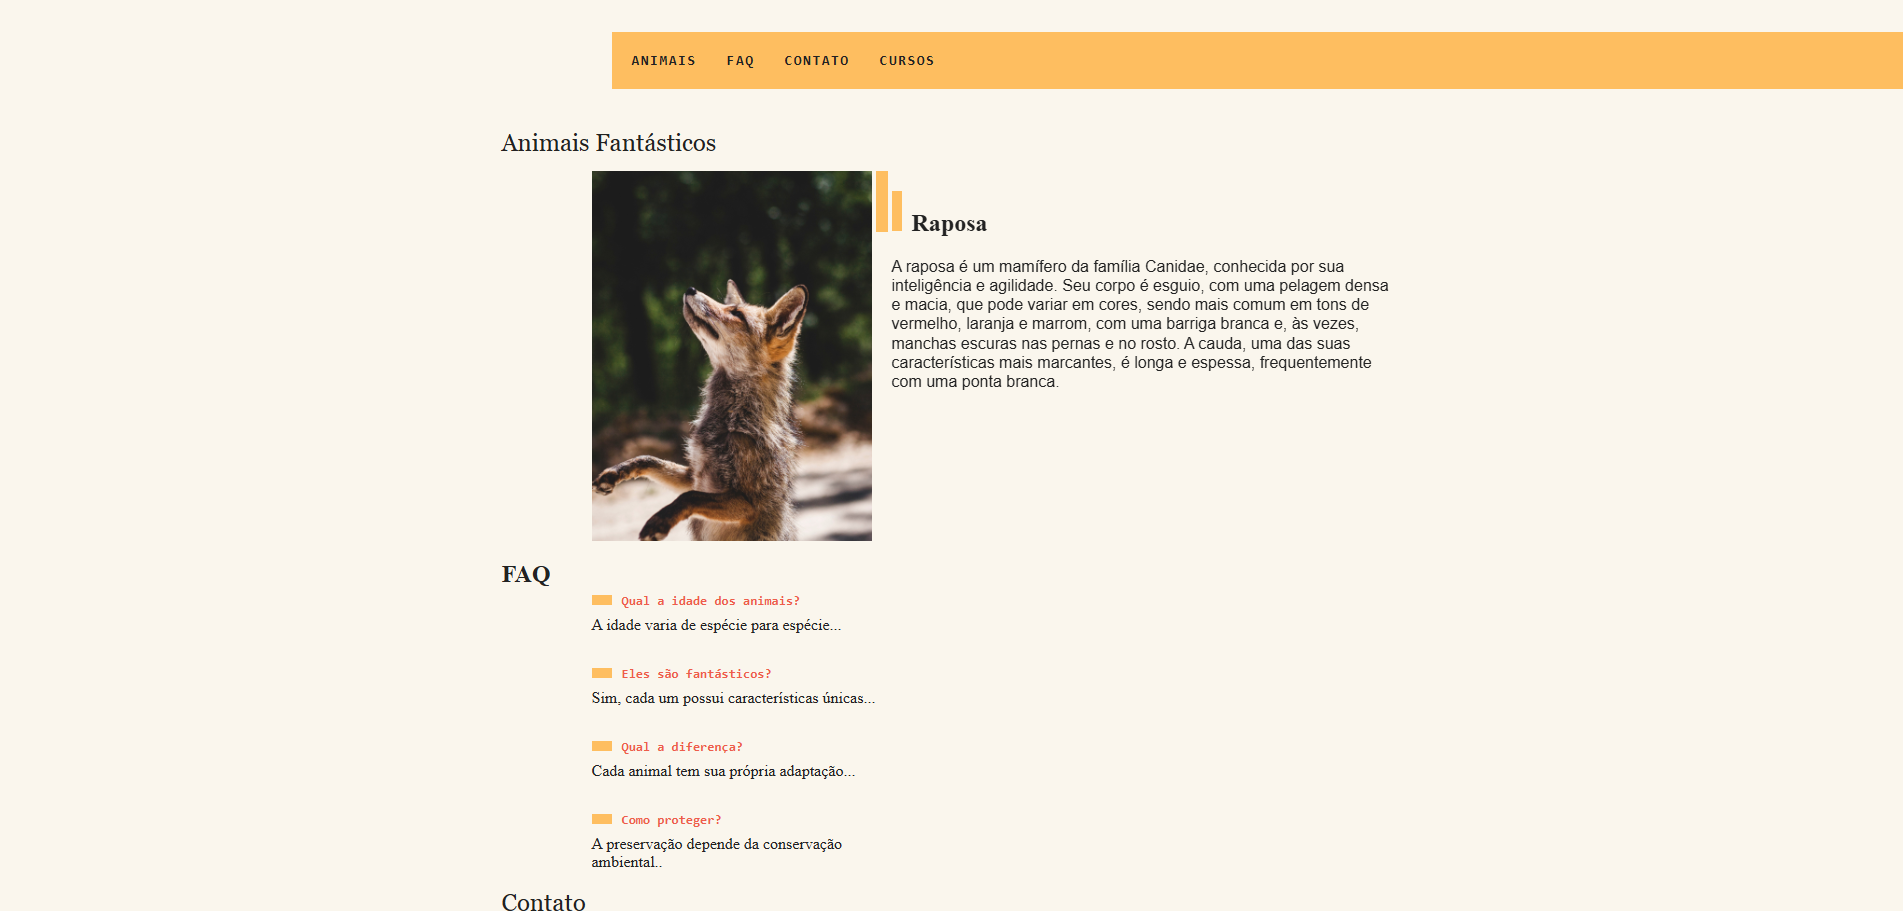 ANIMAIS FAQ CONTATO CURSOS
Animais Fantásticos
Raposa
A raposa é um mamífero da família Canidae, conhecida por sua
inteligência e agilidade. Seu corpo é esguio, com uma pelagem densa
e macia, que pode variar em cores, sendo mais comum em tons de
vermelho, laranja e marrom, com uma barriga branca e, às vezes,
manchas escuras nas pernas e no rosto. A cauda, uma das suas
características mais marcantes, é longa e espessa, frequentemente
com uma ponta branca.
FAQ
Qual a idade dos animais?
A idade varia de espécie para espécie...
Eles são fantásticos?
Sim, cada um possui características únicas...
Qual a diferença?
Cada animal tem sua própria adaptação...
Como proteger?
A preservação depende da conservação
ambiental..
Contato